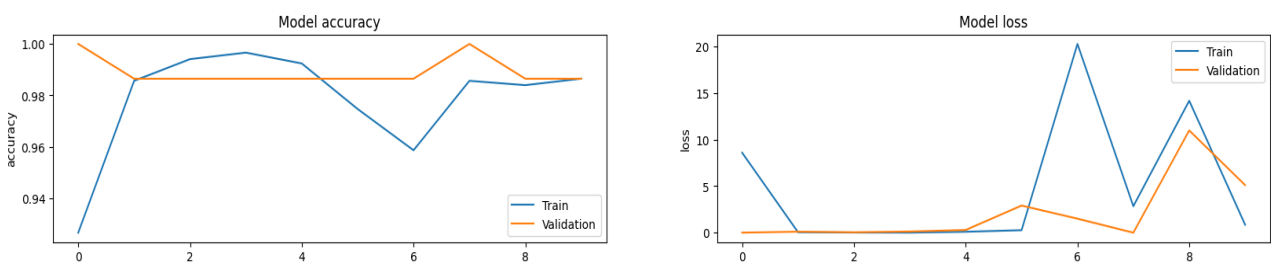 Model accuracy
accuracy
1.00
0.98
0.96
0.94
0
2
4
6
8
Train
Validation
Model loss
loss
20
15
10
5
0
0
2
4
6
8
Train
Validation